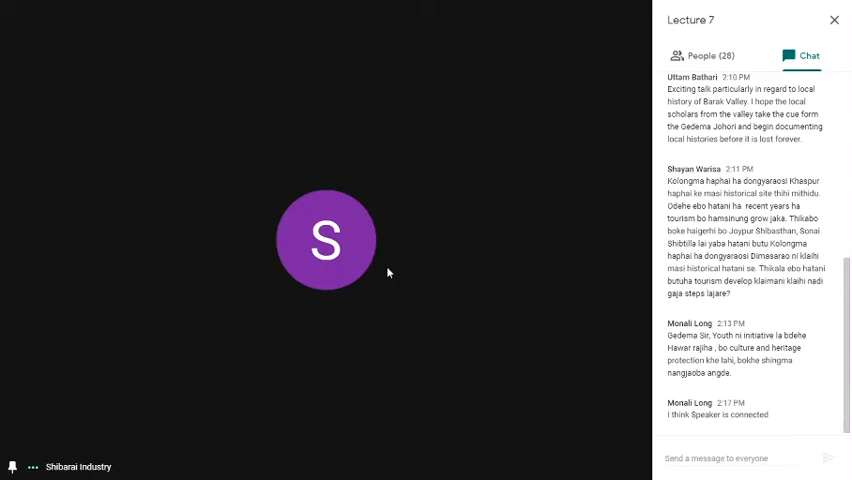 Lecture 7
People (28)
Chat
Uttam Bathari 2:10 PM
Exciting talk particularly in regard to local
history of Barak Valley. I hope the local
scholars from the valley take the cue form
the Gedema Johori and begin documenting
local histories before it is lost forever.
Shayan Warisa 2:11 PM
Kolongma haphai ha dongyaraosi Khaspur
haphai ke masi historical site thihi mithidu.
Odehe ebo hatani ha recent years ha
tourism bo hamsinung grow jaka. Thikabo
boke haigerhi bo Joypur Shibasthan, Sonai
Shibtilla lai yaba hatani butu Kolongma
haphai ha dongyaraosi Dimasarao ni klaihi
masi historical hatani se. Thikala ebo hatani
butuha tourism develop klaimani klaihi nadi
gaja steps lajare?
Monali Long 2:13 PM
Gedema Sir, Youth ni initiative la bdehe
Hawar rajiha , bo culture and heritage
protection khe lahi, bokhe shingma
nangjaoba angde.
Monali Long 2:17 PM
I think Speaker is connected
Send a message to everyone
S
Shibarai Industry